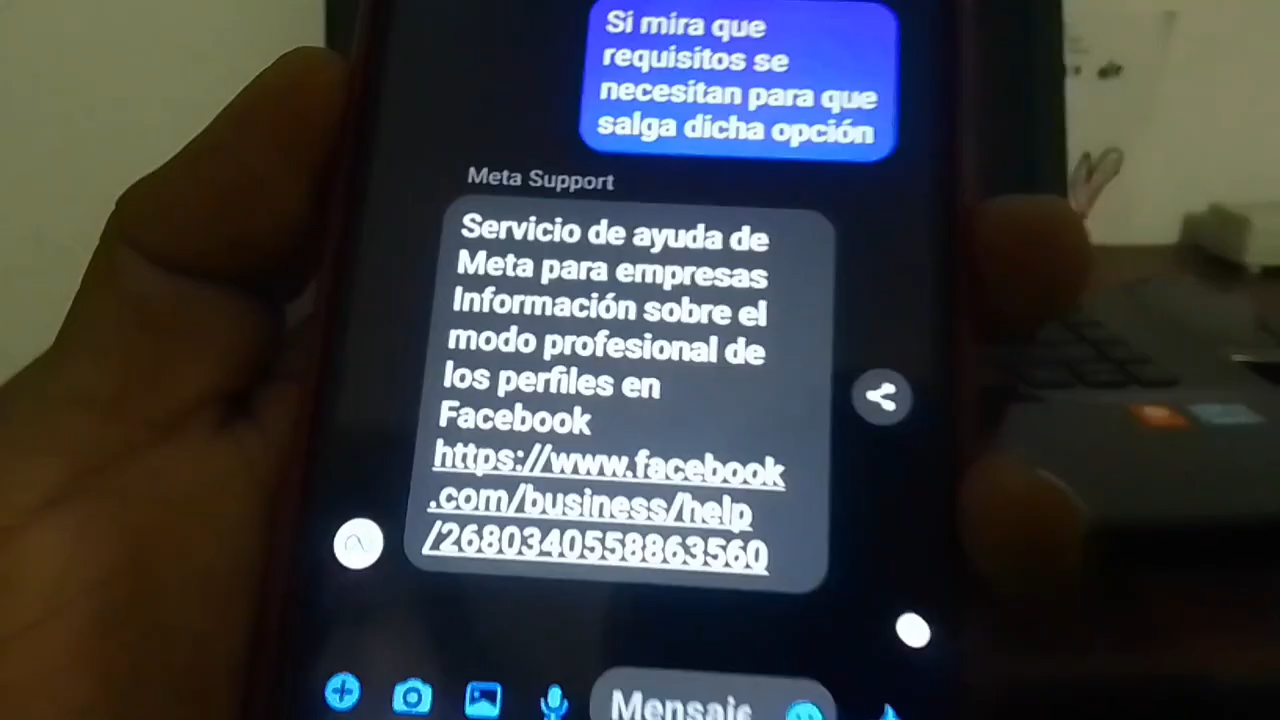 Sí mira que
requisitos se
necesitan para que
salga dicha opción
Meta Support
Servicio de ayuda de
Meta para empresas
Información sobre el
modo profesional de
los perfiles en
Facebook
https://www.facebook
.com/business/help
/2680340558863560
Mensaje